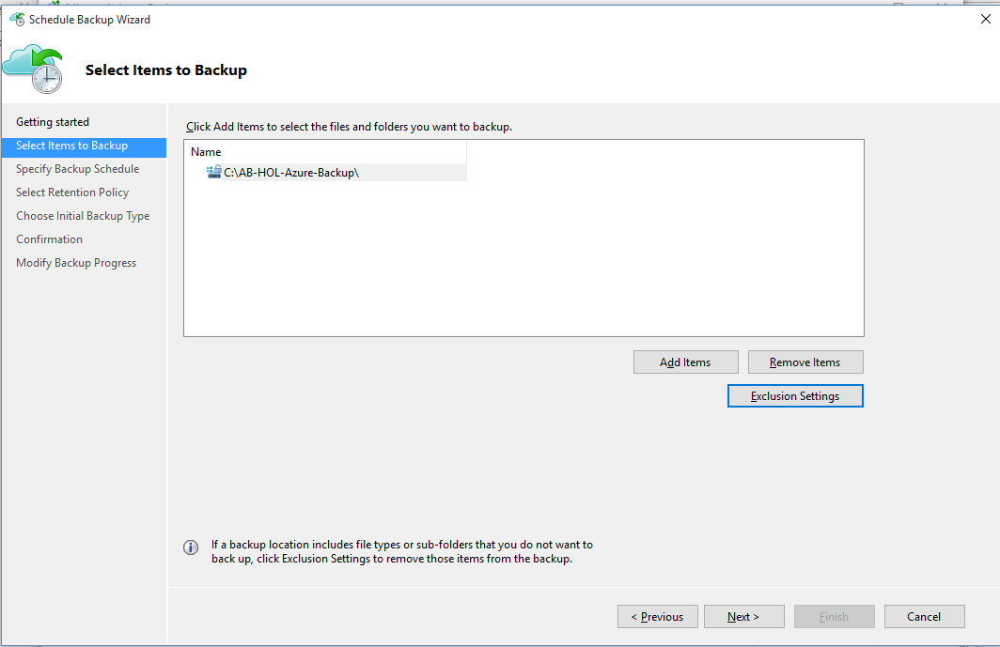 Schedule Backup Wizard
Select Items to Backup
Getting started
Select Items to Backup
Specify Backup Schedule
Select Retention Policy
Choose Initial Backup Type
Confirmation
Modify Backup Progress
Click Add Items to select the files and folders you want to backup.
Name
C:\AB-HOL-Azure-Backup\
Add Items
Remove Items
Exclusion Settings
If a backup location includes file types or sub-folders that you do not want to
back up, click Exclusion Settings to remove those items from the backup.
< Previous
Next >
Finish
Cancel